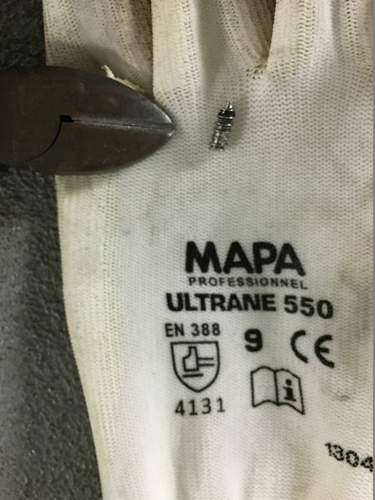 MAPA
PROFESSIONNEL
ULTRANE 550
EN 388
9 CE
i
4131
1304